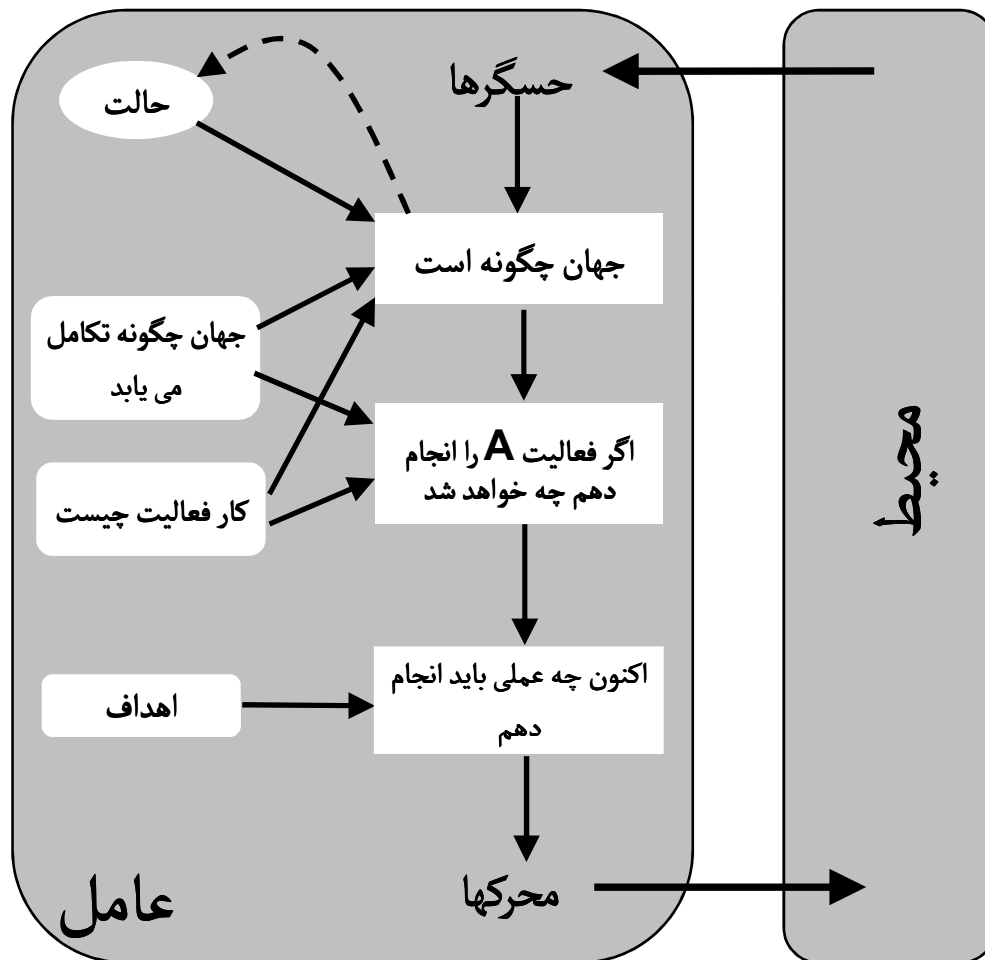 حسگرها
حالت
جهان چگونه است
جهان چگونه تکامل
می یابد
اگر فعالیت A را انجام
دهم چه خواهد شد
کار فعالیت چیست
اکنون چه عملی باید انجام
دهم
اهداف
محرکها
عامل
محیط